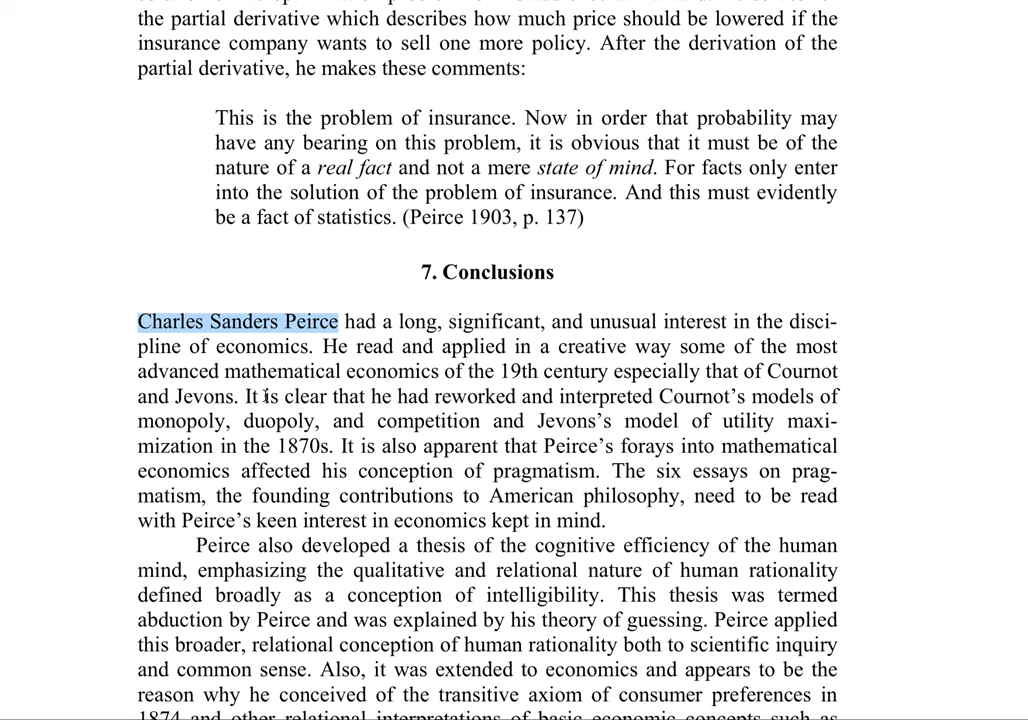 the partial derivative which describes how much price should be lowered if the
insurance company wants to sell one more policy. After the derivation of the
partial derivative, he makes these comments:
This is the problem of insurance. Now in order that probability may
have any bearing on this problem, it is obvious that it must be of the
nature of a real fact and not a mere state of mind. For facts only enter
into the solution of the problem of insurance. And this must evidently
be a fact of statistics. (Peirce 1903, p. 137)
7. Conclusions
Charles Sanders Peirce had a long, significant, and unusual interest in the disci-
pline of economics. He read and applied in a creative way some of the most
advanced mathematical economics of the 19th century especially that of Cournot
and Jevons. It is clear that he had reworked and interpreted Cournot’s models of
monopoly, duopoly, and competition and Jevons’s model of utility maxi-
mization in the 1870s. It is also apparent that Peirce’s forays into mathematical
economics affected his conception of pragmatism. The six essays on prag-
matism, the founding contributions to American philosophy, need to be read
with Peirce’s keen interest in economics kept in mind.
Peirce also developed a thesis of the cognitive efficiency of the human
mind, emphasizing the qualitative and relational nature of human rationality
defined broadly as a conception of intelligibility. This thesis was termed
abduction by Peirce and was explained by his theory of guessing. Peirce applied
this broader, relational conception of human rationality both to scientific inquiry
and common sense. Also, it was extended to economics and appears to be the
reason why he conceived of the transitive axiom of consumer preferences in
1874 and other relational interpretations of basic economic concepts such as